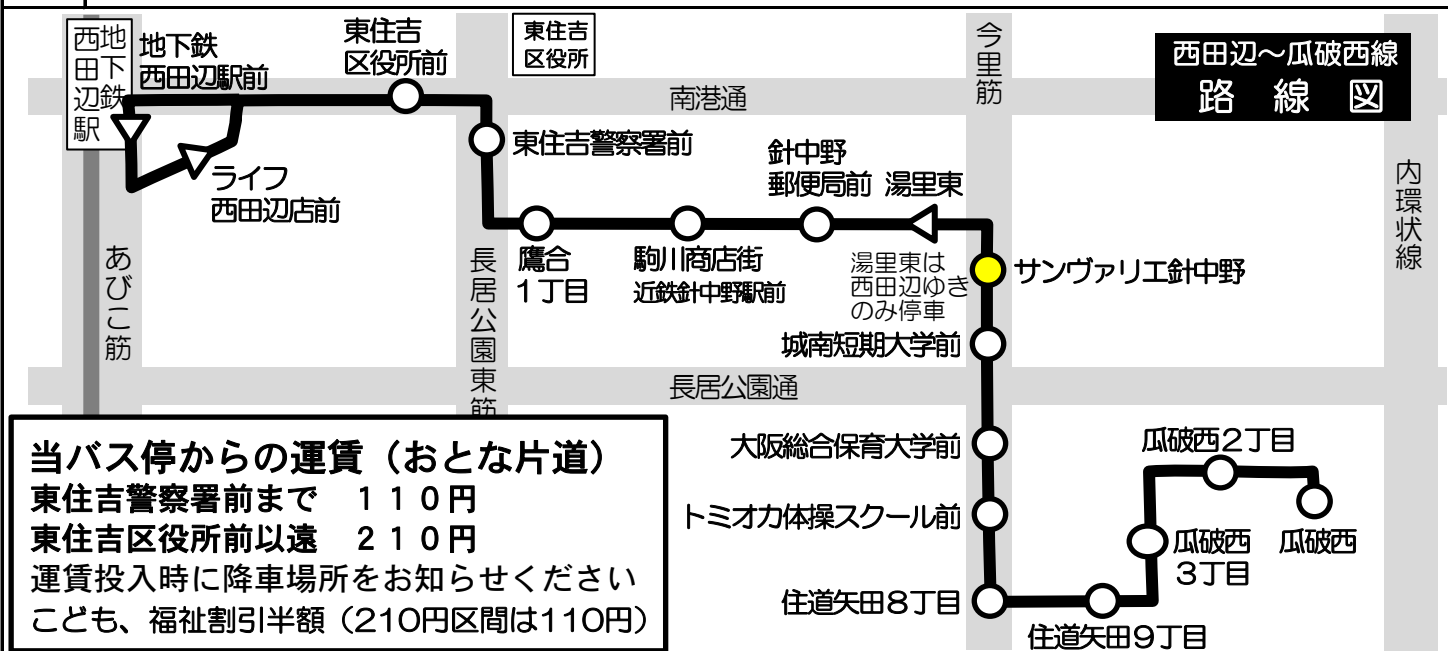 地下鉄
西田辺駅
地下鉄
西田辺駅前
東住吉
区役所前
東住吉
区役所
今里筋
西田辺～瓜破西線
路線図
南港通
東住吉警察署前
針中野
郵便局前
湯里東
内環状線
ライフ
西田辺店前
あびこ筋
長居公園東筋
鷹合
1丁目
駒川商店街
近鉄針中野駅前
湯里東は
西田辺ゆき
のみ停車
サンヴァリエ針中野
城南短期大学前
長居公園通
当バス停からの運賃（おとな片道）
東住吉警察署前まで　１１０円
東住吉区役所前以遠　２１０円
運賃投入時に降車場所をお知らせください
こども、福祉割引半額（210円区間は110円）
大阪総合保育大学前
トミオカ体操スクール前
住道矢田8丁目
住道矢田9丁目
瓜破西2丁目
瓜破西
3丁目
瓜破西